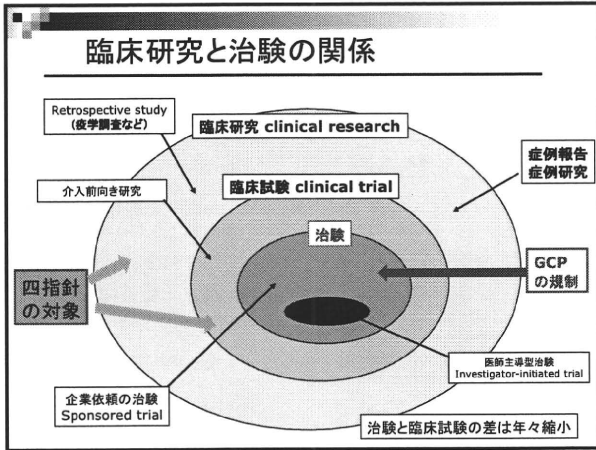 臨床研究と治験の関係
Retrospective study
(疫学調査など)
臨床研究 clinical research
症例報告
症例研究
臨床試験 clinical trial
介入前向き研究
治験
四指針
の対象
GCP
の規制
医師主導型治験
Investigator-initiated trial
企業依頼の治験
Sponsored trial
治験と臨床試験の差は年々縮小